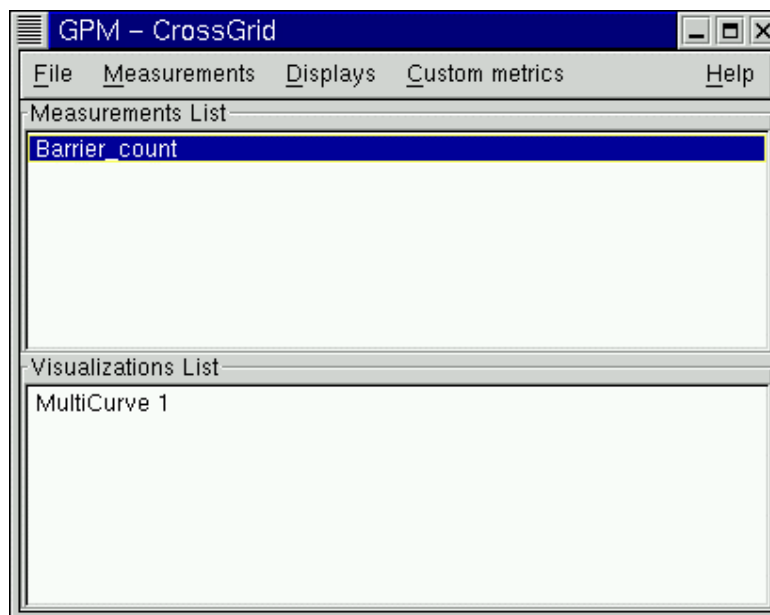 GPM – CrossGrid
File Measurements Displays Custom metrics Help
Measurements List
Barrier_count
Visualizations List
MultiCurve 1